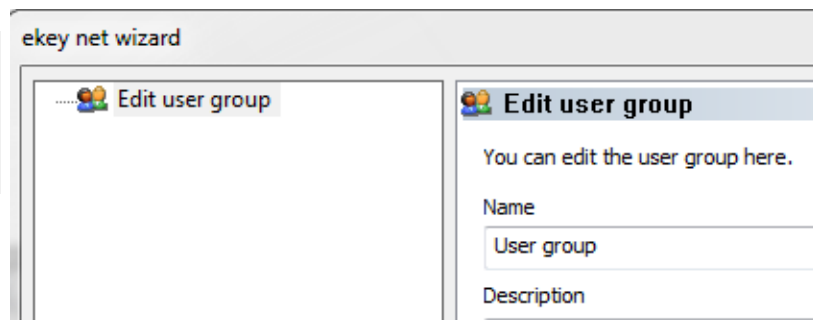 ekey net wizard
Edit user group
Edit user group
You can edit the user group here.
Name
User group
Description